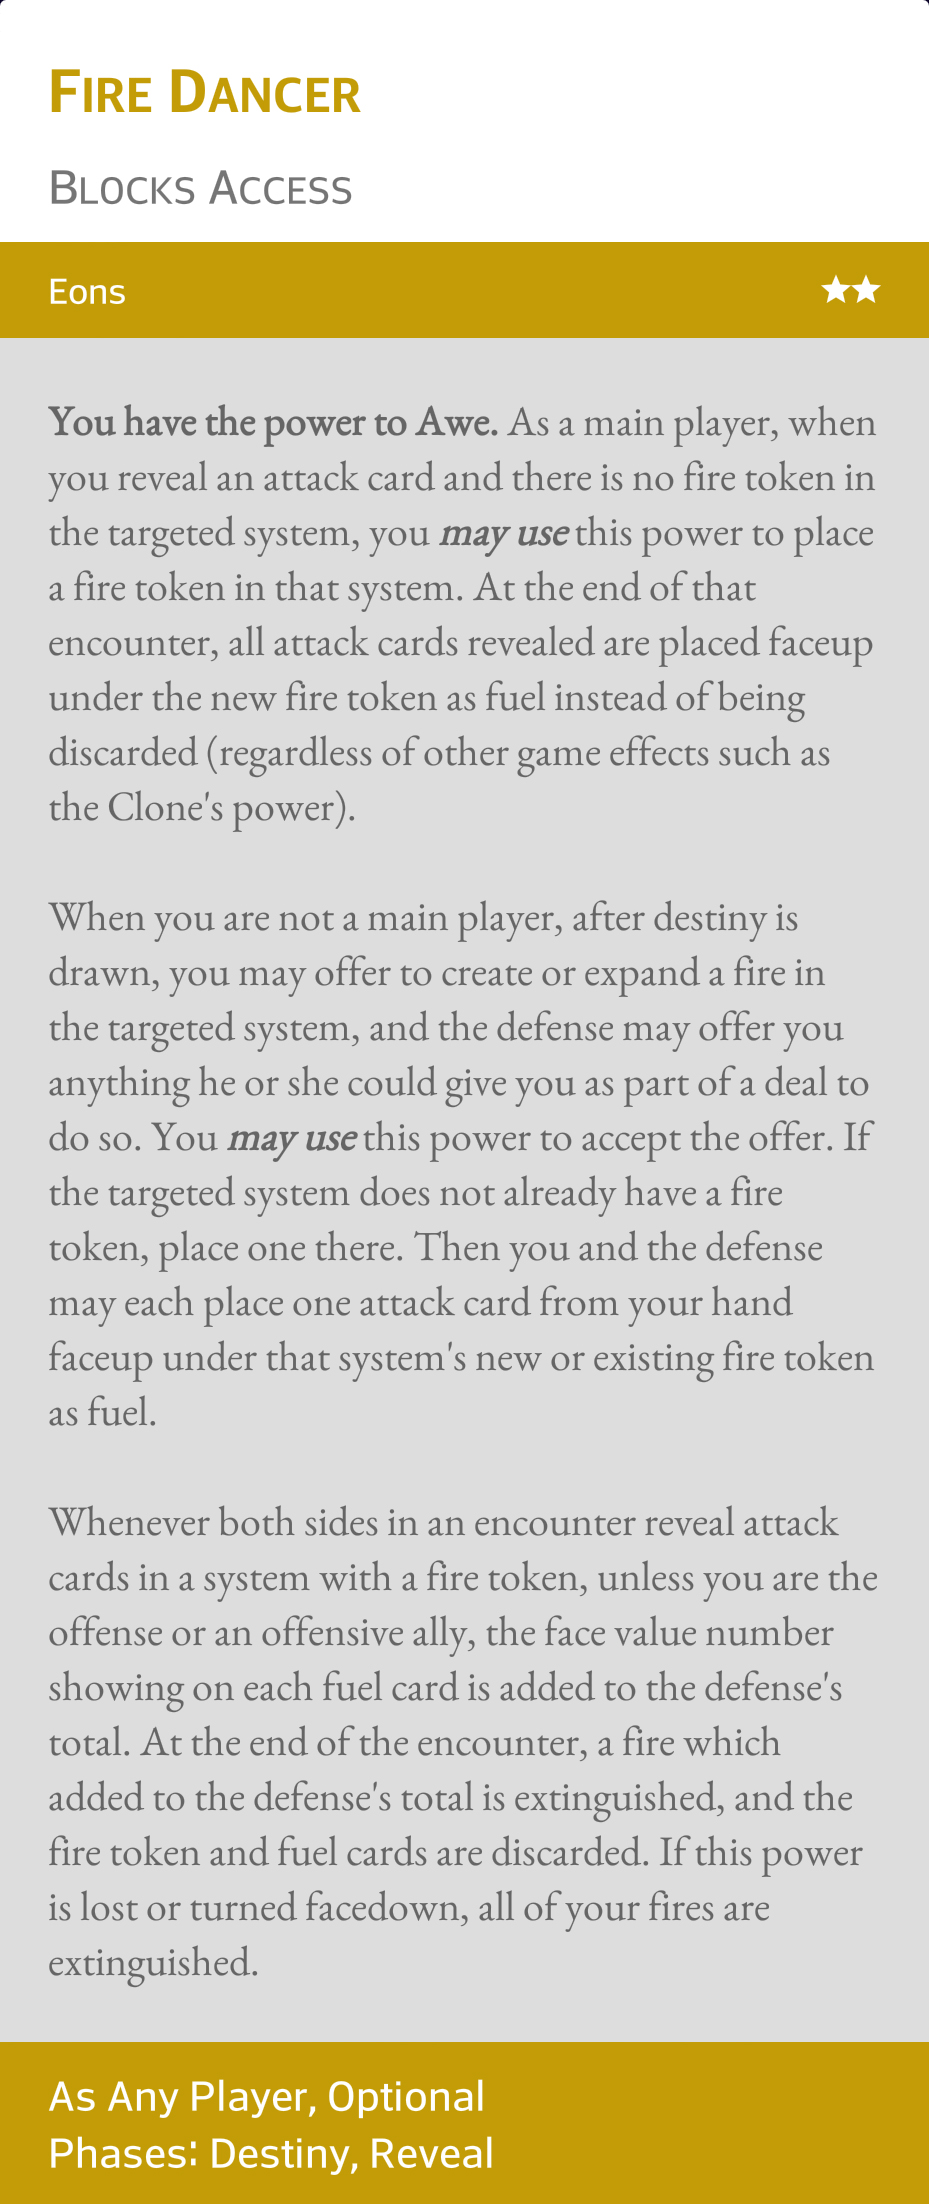 Fire Dancer
Blocks Access
Eons ★★
You have the power to Awe. As a main player, when
you reveal an attack card and there is no fire token in
the targeted system, you may use this power to place
a fire token in that system. At the end of that
encounter, all attack cards revealed are placed faceup
under the new fire token as fuel instead of being
discarded (regardless of other game effects such as
the Clone's power).
When you are not a main player, after destiny is
drawn, you may offer to create or expand a fire in
the targeted system, and the defense may offer you
anything he or she could give you as part of a deal to
do so. You may use this power to accept the offer. If
the targeted system does not already have a fire
token, place one there. Then you and the defense
may each place one attack card from your hand
faceup under that system's new or existing fire token
as fuel.
Whenever both sides in an encounter reveal attack
cards in a system with a fire token, unless you are the
offense or an offensive ally, the face value number
showing on each fuel card is added to the defense's
total. At the end of the encounter, a fire which
added to the defense's total is extinguished, and the
fire token and fuel cards are discarded. If this power
is lost or turned facedown, all of your fires are
extinguished.
As Any Player, Optional
Phases: Destiny, Reveal